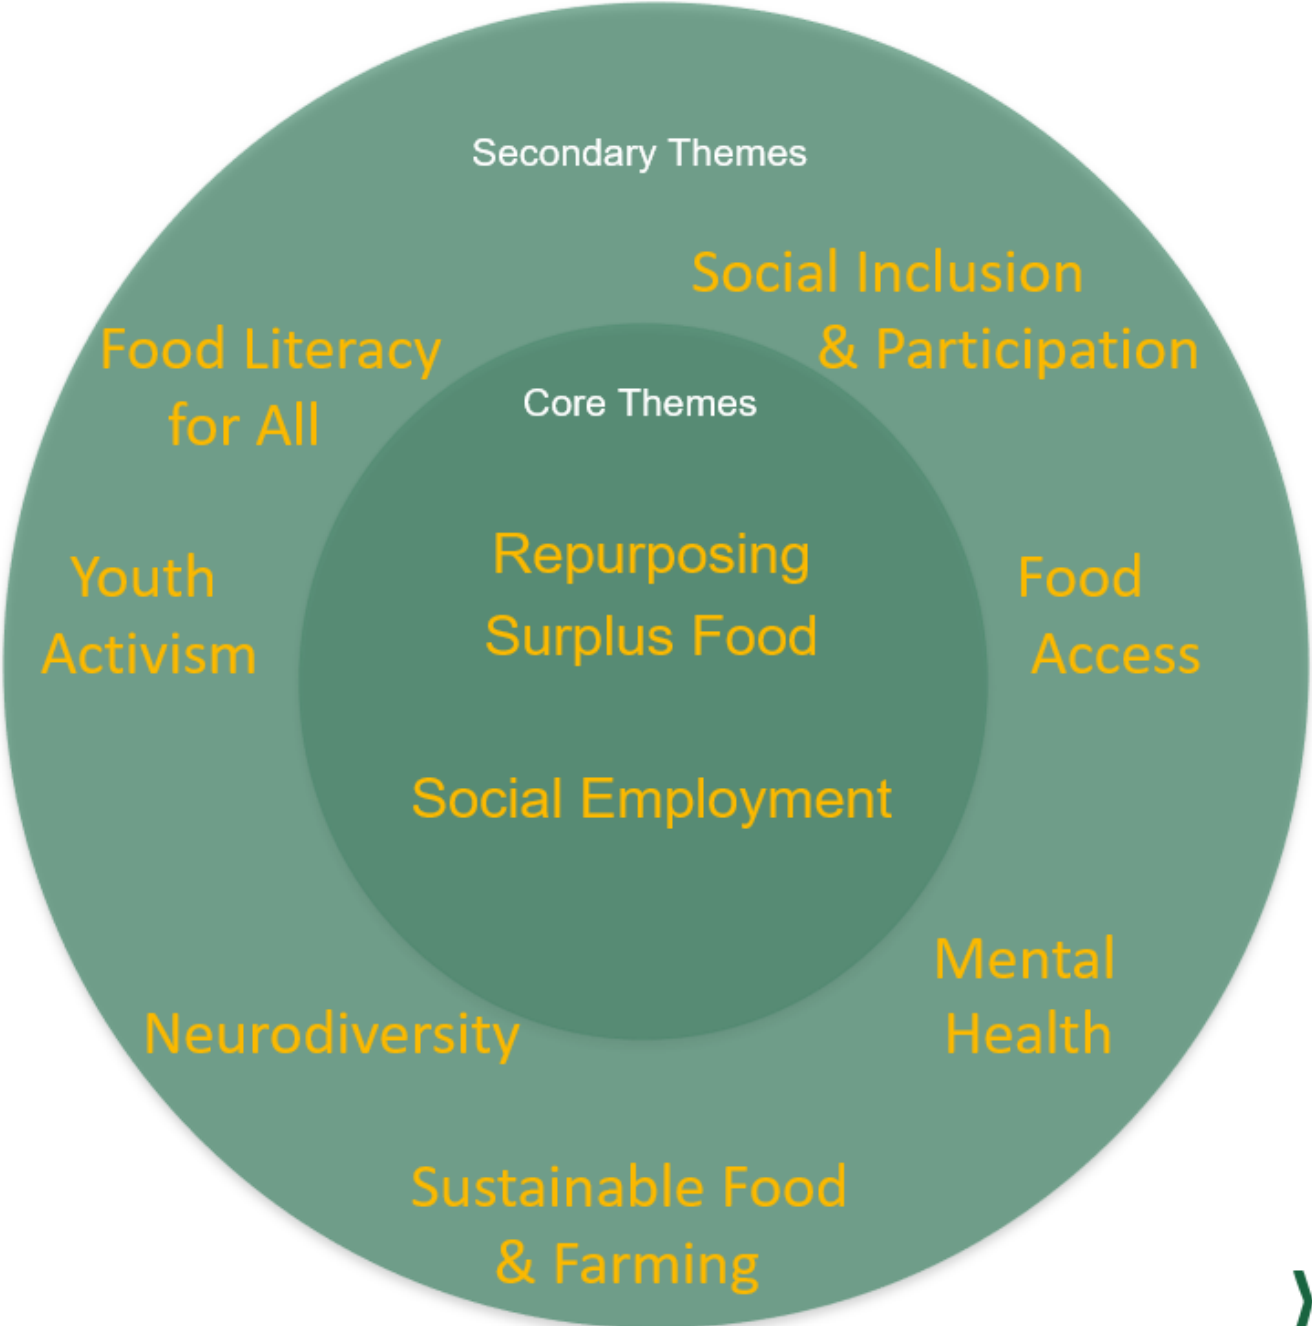 Secondary Themes
Social Inclusion
& Participation
Food Literacy
for All
Core Themes
Repurposing
Surplus Food
Youth
Activism
Food
Access
Social Employment
Mental
Health
Neurodiversity
Sustainable Food
& Farming